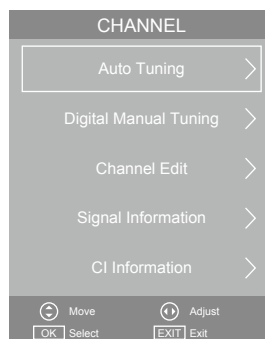 CHANNEL
Auto Tuning
Digital Manual Tuning
Channel Edit
Signal Information
CI Information
Move Adjust
OK Select EXIT Exit